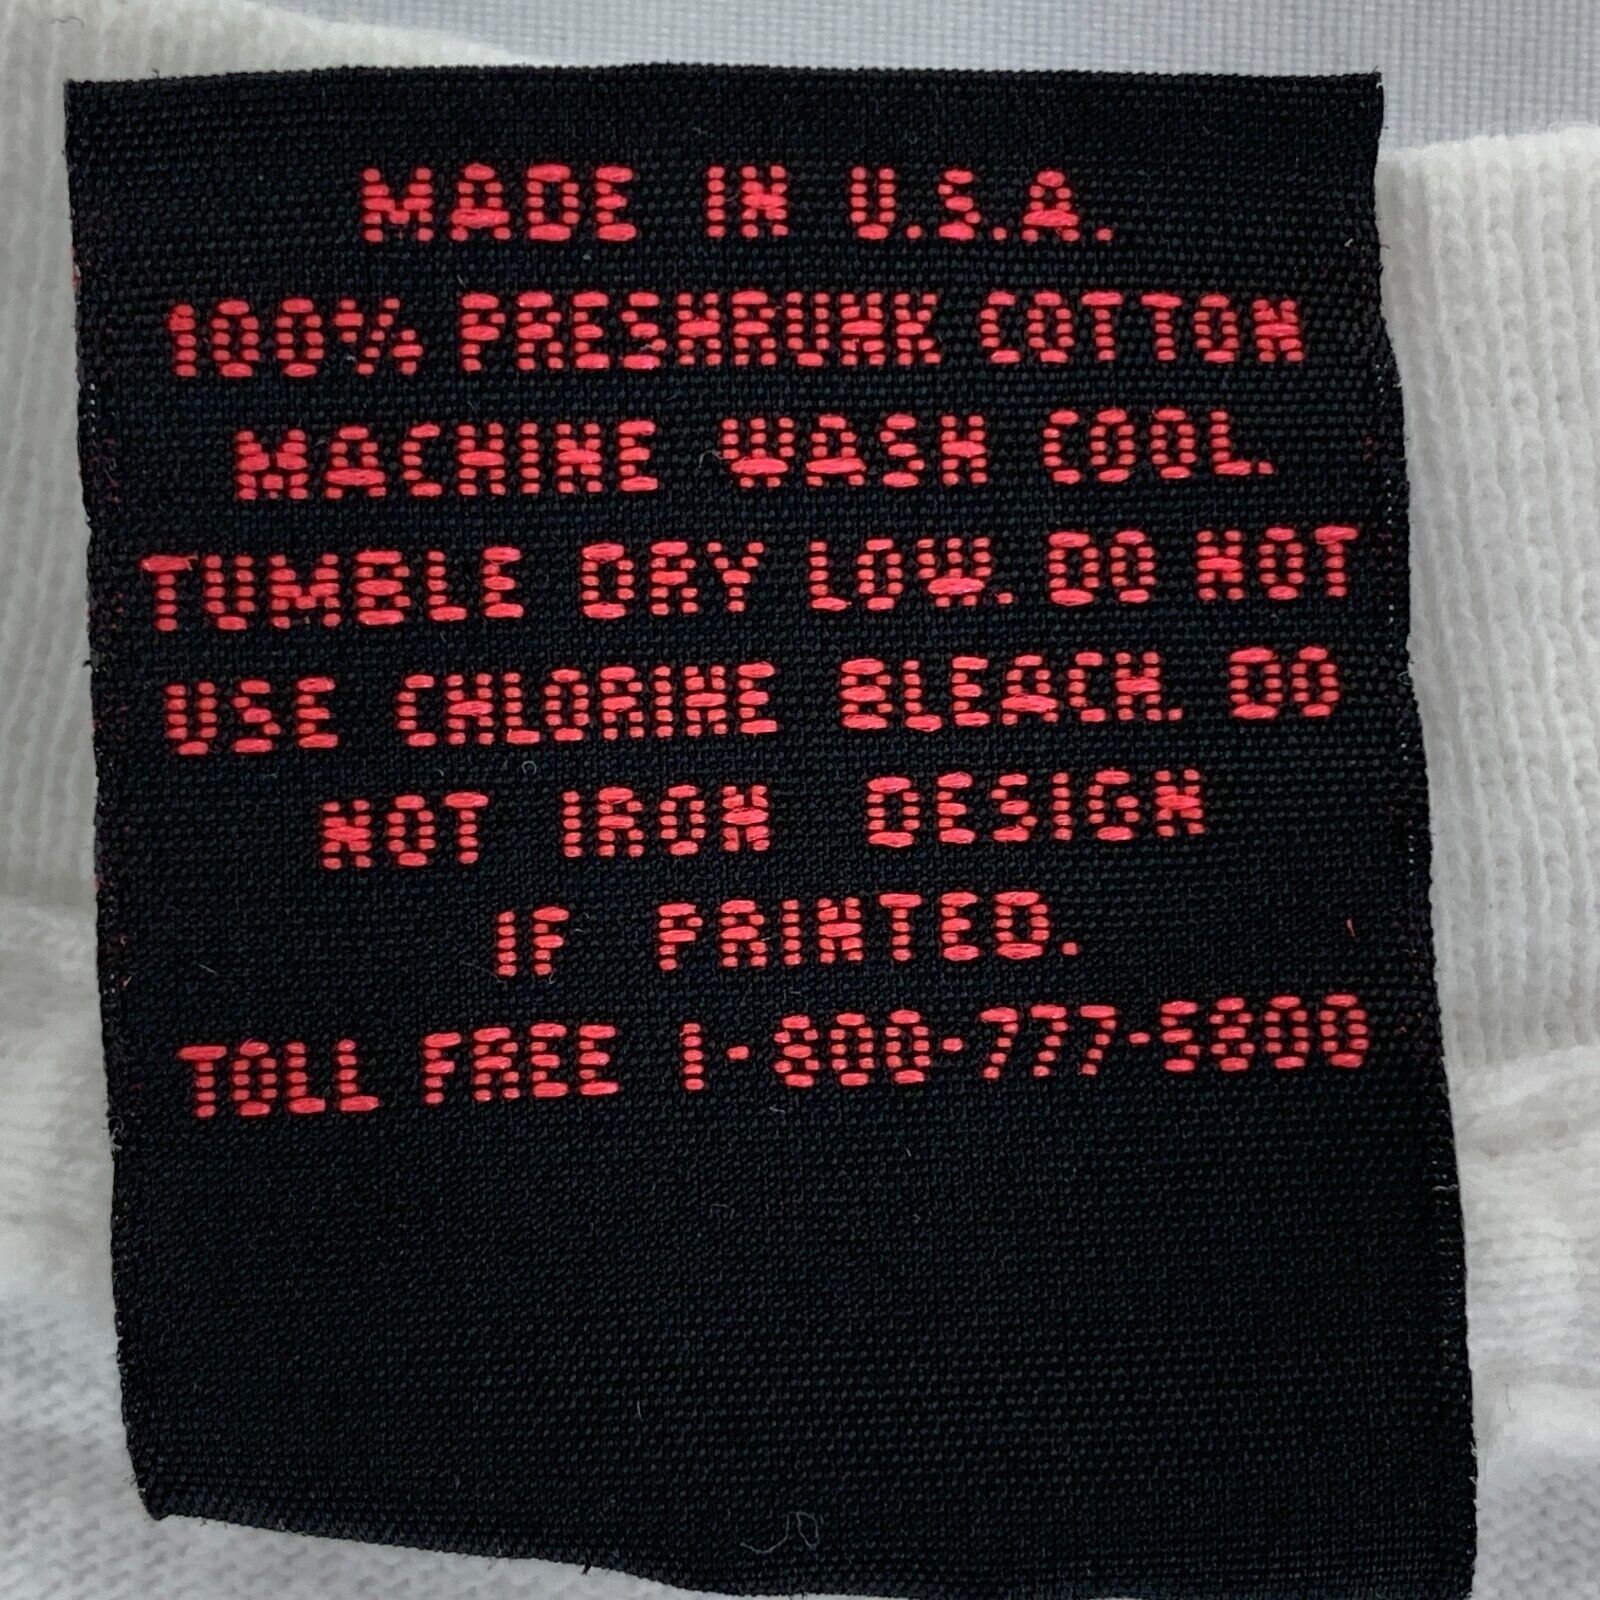 MADE IN U.S.A.
100% PRESHRUNK COTTON
MACHINE WASH COOL.
TUMBLE DRY LOW. DO NOT
USE CHLORINE BLEACH. DO
NOT IRON DESIGN
IF PRINTED.
TOLL FREE 1-800-777-5800